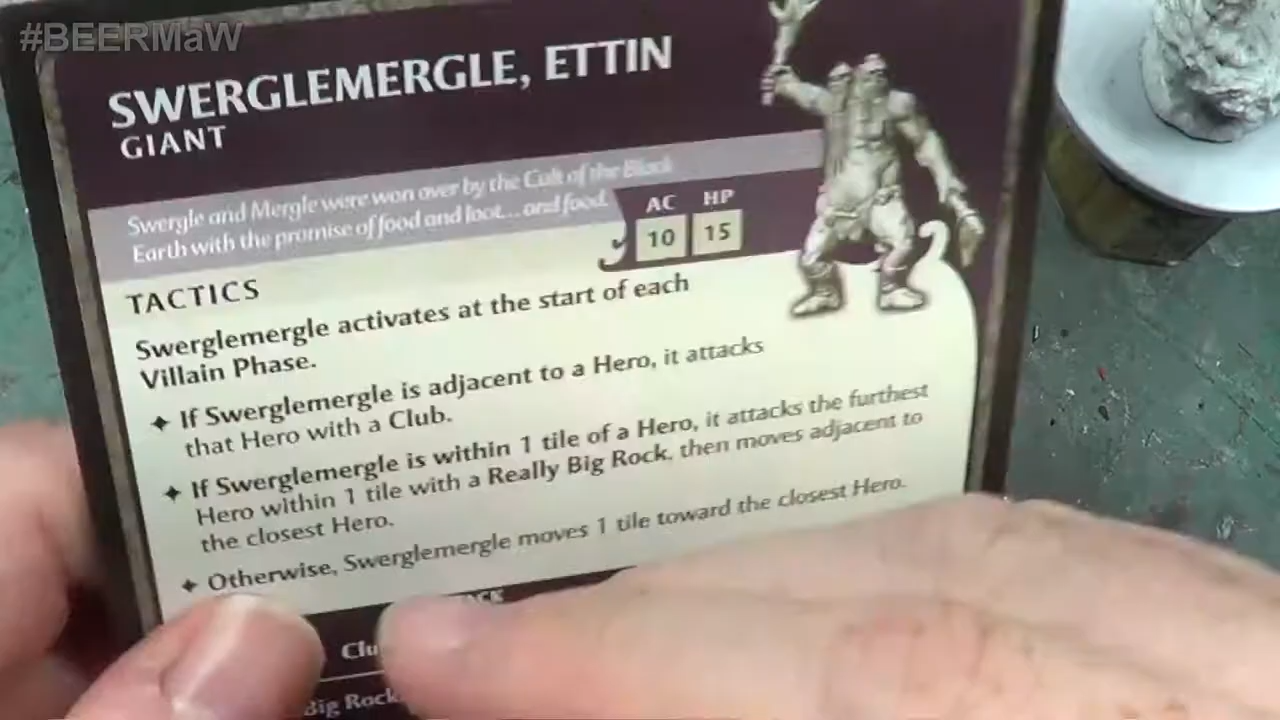 #BEERMaW
SWERGLEMERGLE, ETTIN
GIANT
Swergle and Mergle were won over by the Cult of the Black
Earth with the promise of food and loot... and food.
AC HP
10 15
TACTICS
Swerglemergle activates at the start of each
Villain Phase.
✦ If Swerglemergle is adjacent to a Hero, it attacks
that Hero with a Club.
✦ If Swerglemergle is within 1 tile of a Hero, it attacks the furthest
Hero within 1 tile with a Really Big Rock, then moves adjacent to
the closest Hero.
✦ Otherwise, Swerglemergle moves 1 tile toward the closest Hero.
Big Rock